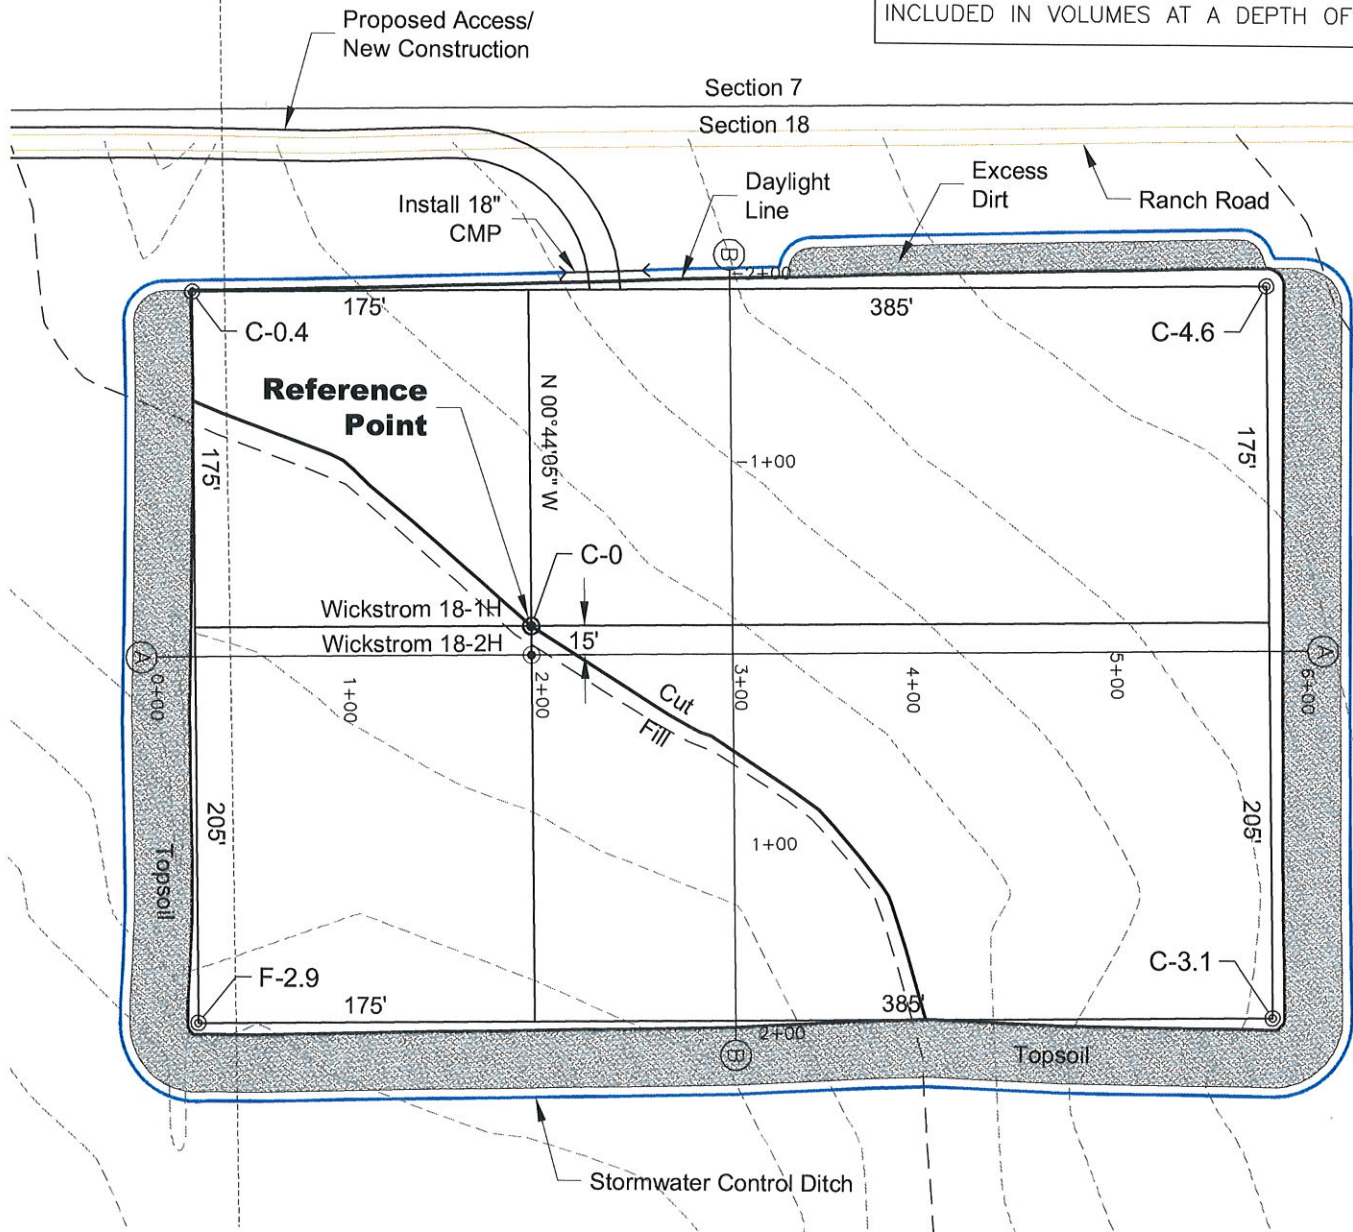 INCLUDED IN VOLUMES AT A DEPTH OF
Proposed Access/
New Construction
Section 7
Section 18
Ranch Road
Excess
Dirt
Daylight
Line
Install 18"
CMP
B
-2+00
175'
385'
C-0.4
C-4.6
Reference
Point
N 00°44'05" W
175'
175'
-1+00
C-0
Wickstrom 18-1H
Wickstrom 18-2H
15'
A
0+00
1+00
2+00
3+00
4+00
5+00
6+00
A
Cut
Fill
205'
205'
1+00
Topsoil
F-2.9
C-3.1
175'
385'
2+00
B
Topsoil
Stormwater Control Ditch